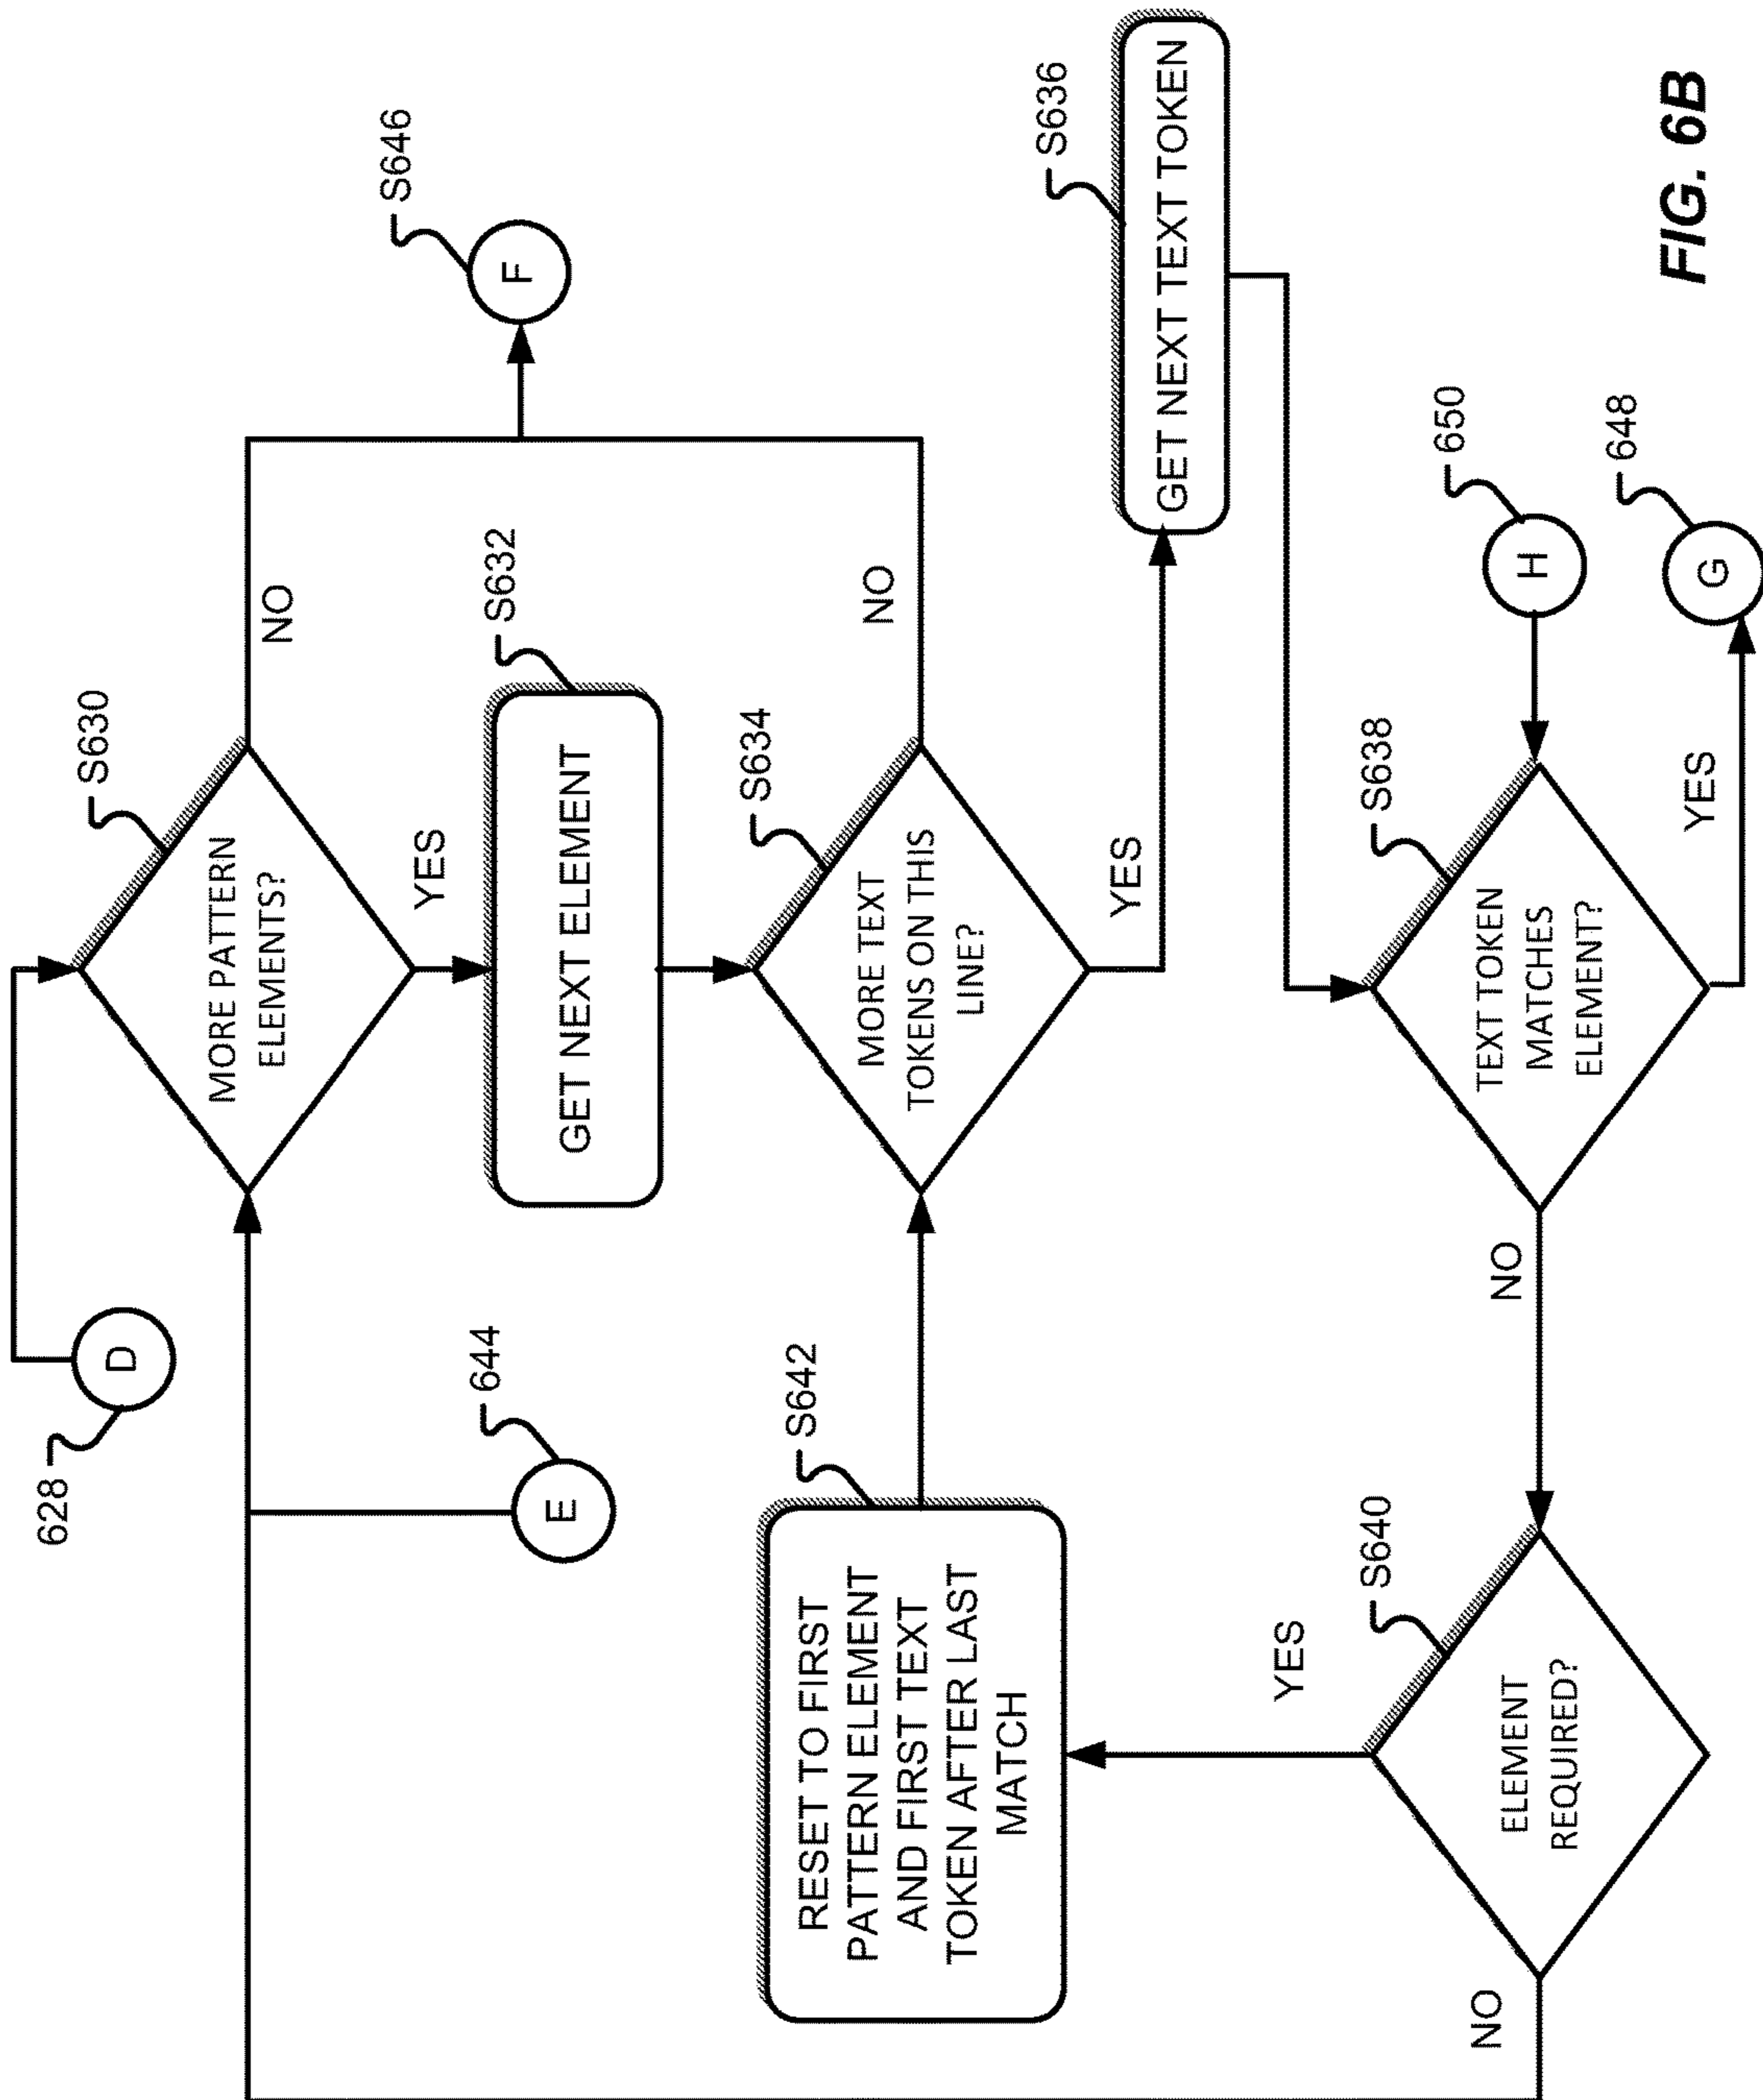 628
D
S630
MORE PATTERN
ELEMENTS?
NO
YES
644
E
S632
GET NEXT ELEMENT
S646
F
S642
RESET TO FIRST
PATTERN ELEMENT
AND FIRST TEXT
TOKEN AFTER LAST
MATCH
S634
MORE TEXT
TOKENS ON THIS
LINE?
NO
YES
S636
GET NEXT TEXT TOKEN
S640
ELEMENT
REQUIRED?
YES
NO
S638
TEXT TOKEN
MATCHES
ELEMENT?
NO
YES
650
H
648
G
FIG. 6B